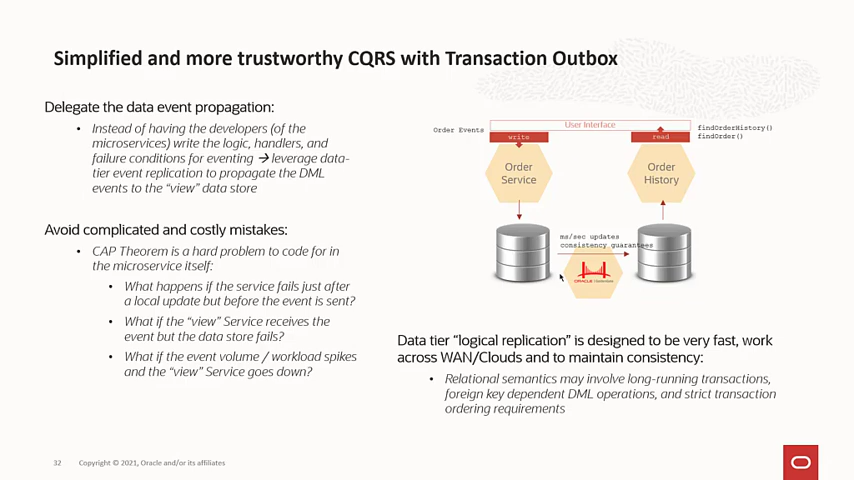 Simplified and more trustworthy CQRS with Transaction Outbox
Delegate the data event propagation:
• Instead of having the developers (of the
microservices) write the logic, handlers, and
failure conditions for eventing → leverage data-
tier event replication to propagate the DML
events to the “view” data store
Avoid complicated and costly mistakes:
• CAP Theorem is a hard problem to code for in
the microservice itself:
• What happens if the service fails just after
a local update but before the event is sent?
• What if the “view” Service receives the
event but the data store fails?
• What if the event volume / workload spikes
and the “view” Service goes down?
User Interface
Order Events
write
read
findOrderHistory()
findOrder()
Order
Service
Order
History
ms/sec updates
consistency guarantees
ORACLE
Data tier “logical replication” is designed to be very fast, work
across WAN/Clouds and to maintain consistency:
• Relational semantics may involve long-running transactions,
foreign key dependent DML operations, and strict transaction
ordering requirements
32
Copyright © 2021, Oracle and/or its affiliates